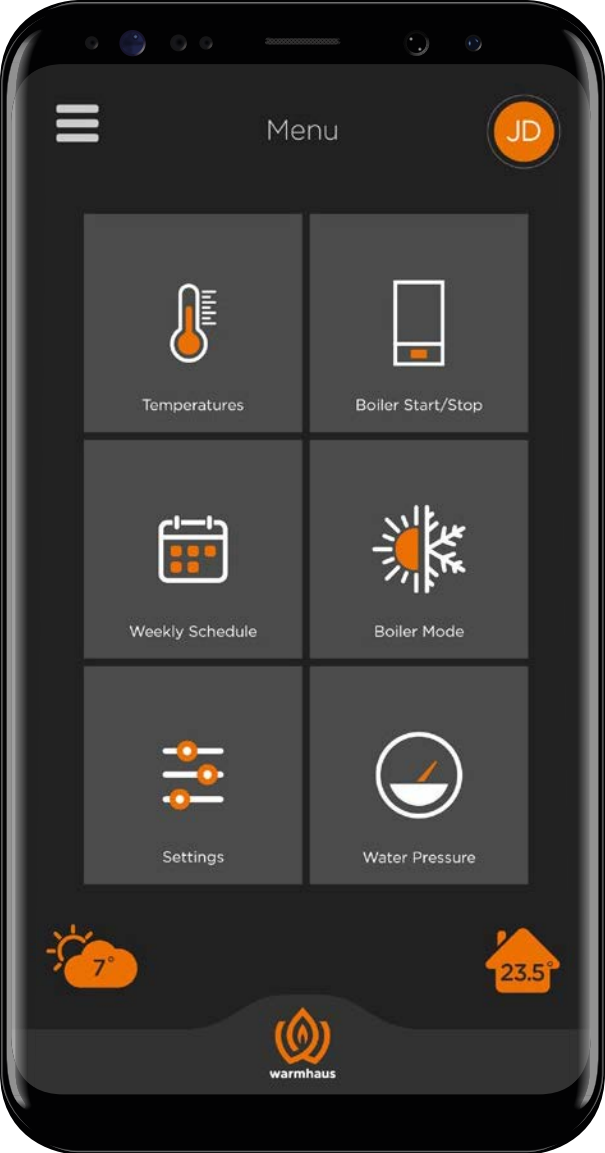 Menu
JD
Temperatures
Boiler Start/Stop
Weekly Schedule
Boiler Mode
Settings
Water Pressure
7°
23.5°
warmhaus